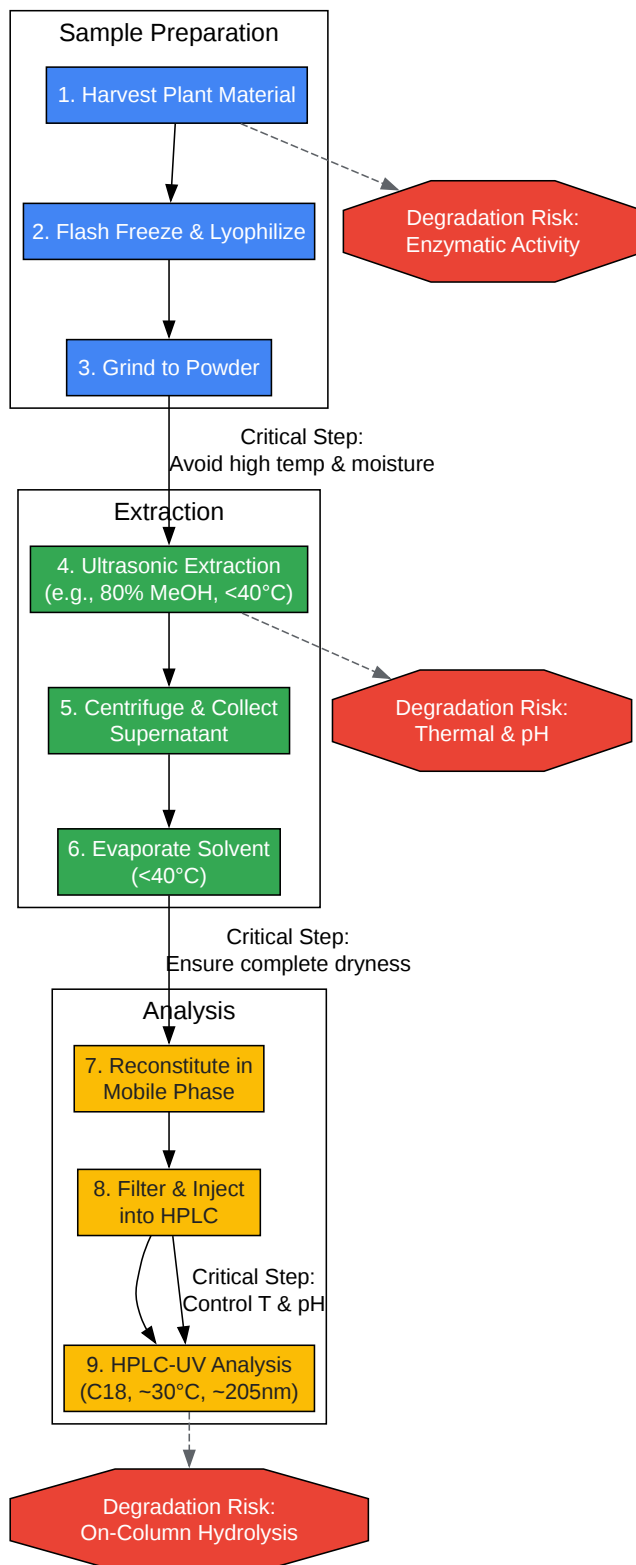 Sample Preparation
1. Harvest Plant Material
Degradation Risk:
Enzymatic Activity
2. Flash Freeze & Lyophilize
3. Grind to Powder
Critical Step:
Avoid high temp & moisture
Extraction
4. Ultrasonic Extraction
(e.g., 80% MeOH, <40°C)
Degradation Risk:
Thermal & pH
5. Centrifuge & Collect
Supernatant
6. Evaporate Solvent
(<40°C)
Critical Step:
Ensure complete dryness
Analysis
7. Reconstitute in
Mobile Phase
8. Filter & Inject
into HPLC
Critical Step:
Control T & pH
9. HPLC-UV Analysis
(C18, ~30°C, ~205nm)
Degradation Risk:
On-Column Hydrolysis